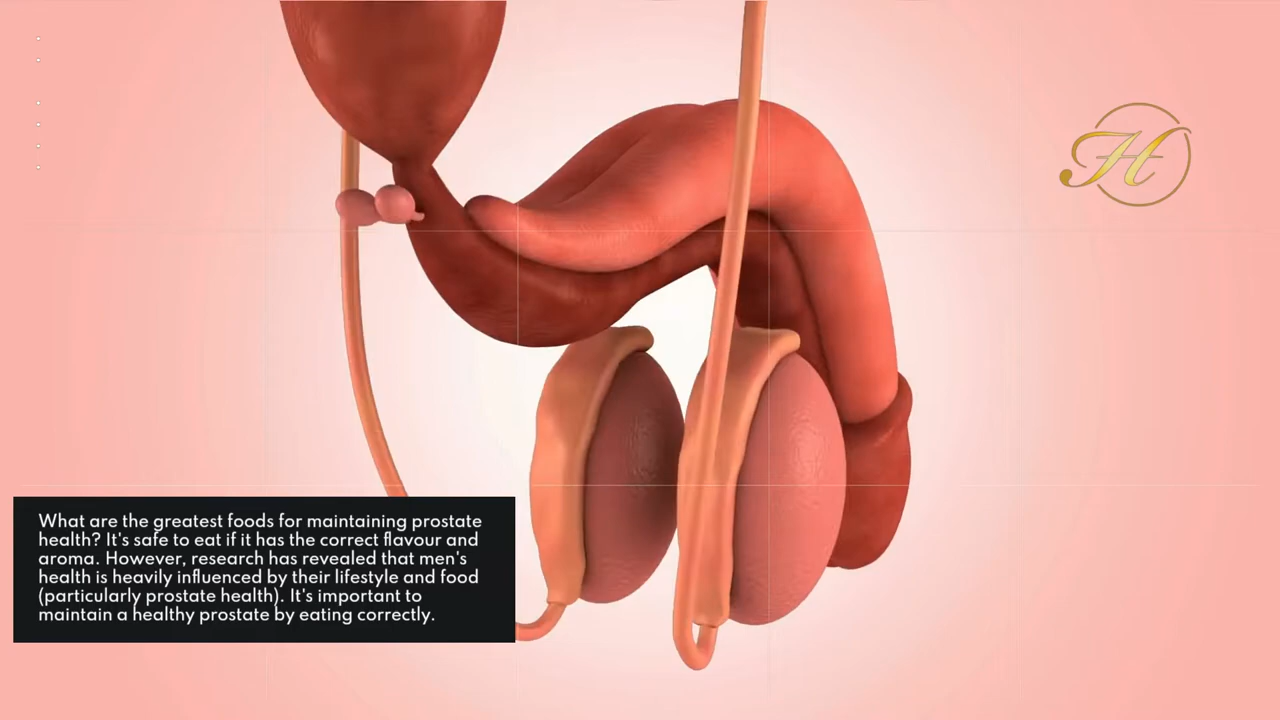 H
What are the greatest foods for maintaining prostate
health? It's safe to eat if it has the correct flavour and
aroma. However, research has revealed that men's
health is heavily influenced by their lifestyle and food
(particularly prostate health). It's important to
maintain a healthy prostate by eating correctly.